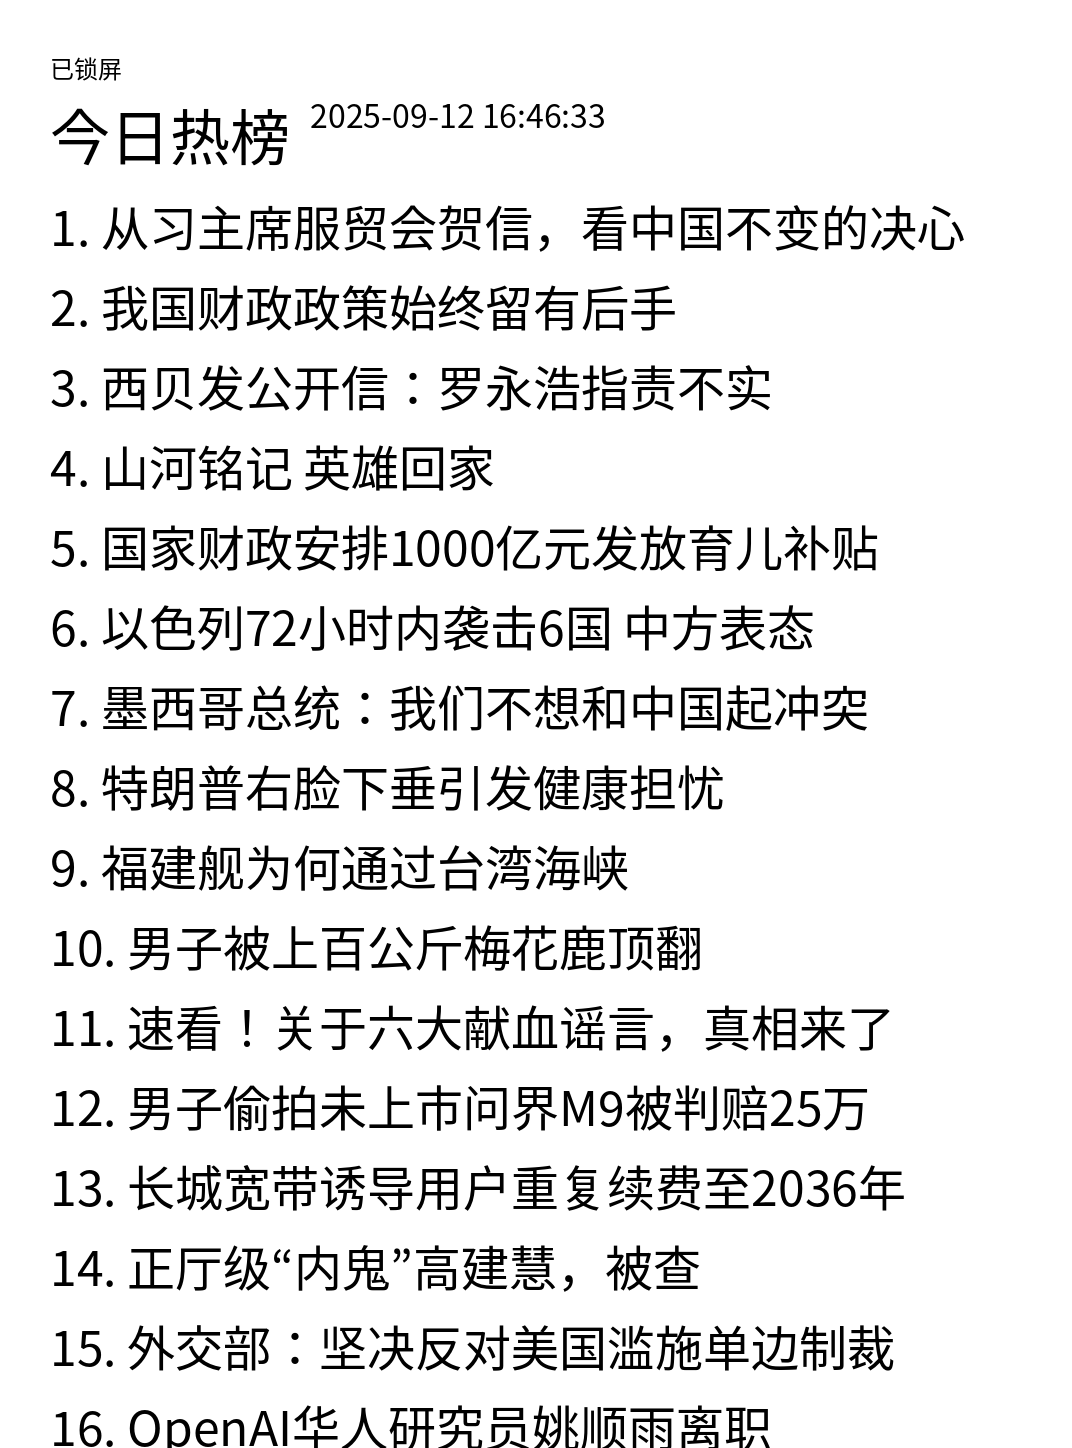 已锁屏
今日热榜 2025-09-12 16:46:33
1. 从习主席服贸会贺信，看中国不变的决心
2. 我国财政政策始终留有后手
3. 西贝发公开信：罗永浩指责不实
4. 山河铭记 英雄回家
5. 国家财政安排1000亿元发放育儿补贴
6. 以色列72小时内袭击6国 中方表态
7. 墨西哥总统：我们不想和中国起冲突
8. 特朗普右脸下垂引发健康担忧
9. 福建舰为何通过台湾海峡
10. 男子被上百公斤梅花鹿顶翻
11. 速看！关于六大献血谣言，真相来了
12. 男子偷拍未上市问界M9被判赔25万
13. 长城宽带诱导用户重复续费至2036年
14. 正厅级“内鬼”高建慧，被查
15. 外交部：坚决反对美国滥施单边制裁
16. OpenAI华人研究员姚顺雨离职